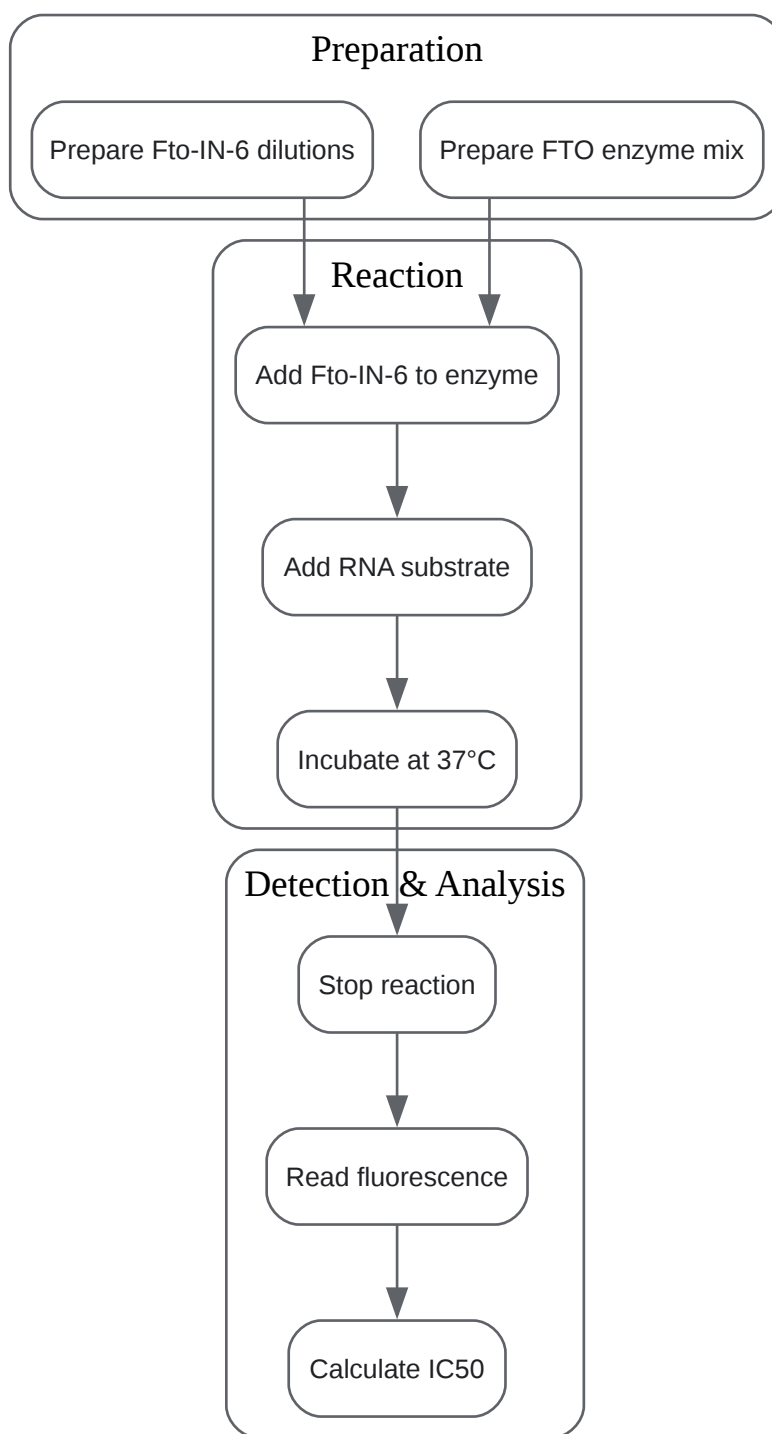 Preparation
Prepare Fto-IN-6 dilutions
Prepare FTO enzyme mix
Reaction
Add Fto-IN-6 to enzyme
Add RNA substrate
Incubate at 37°C
Detection & Analysis
Stop reaction
Read fluorescence
Calculate IC50